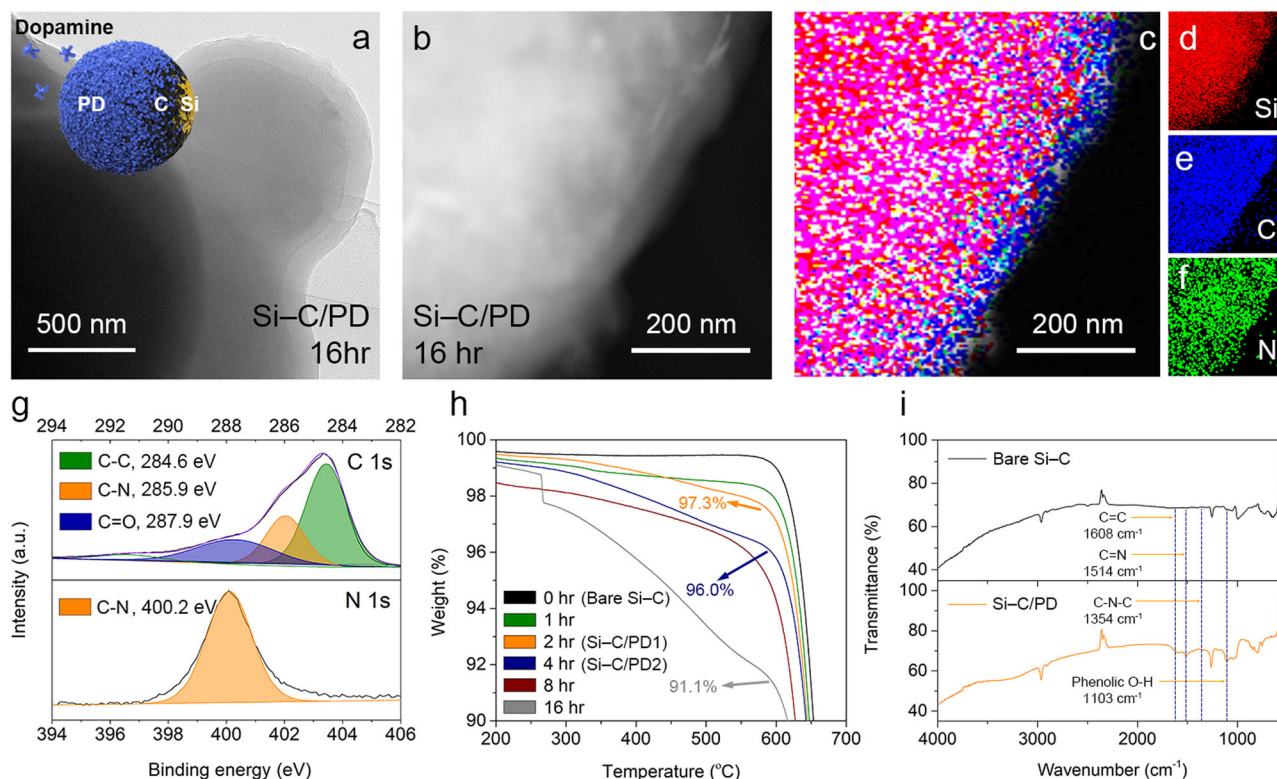 Dopamine
PD
C
Si
a
500 nm
Si–C/PD
16hr
b
Si–C/PD
16 hr
200 nm
c
200 nm
d
Si
e
C
f
N
g
294 292 290 288 286 284 282
C-C, 284.6 eV
C-N, 285.9 eV
C=O, 287.9 eV
C 1s
C-N, 400.2 eV
N 1s
Intensity (a.u.)
394 396 398 400 402 404 406
Binding energy (eV)
h
100
98
96
94
92
90
Weight (%)
97.3%
96.0%
91.1%
0 hr (Bare Si–C)
1 hr
2 hr (Si–C/PD1)
4 hr (Si–C/PD2)
8 hr
16 hr
200 300 400 500 600 700
Temperature (°C)
i
100
80
60
40
80
60
40
Transmittance (%)
Bare Si–C
C=C
1608 cm⁻¹
C=N
1514 cm⁻¹
Si–C/PD
C-N-C
1354 cm⁻¹
Phenolic O-H
1103 cm⁻¹
4000 3000 2000 1000
Wavenumber (cm⁻¹)